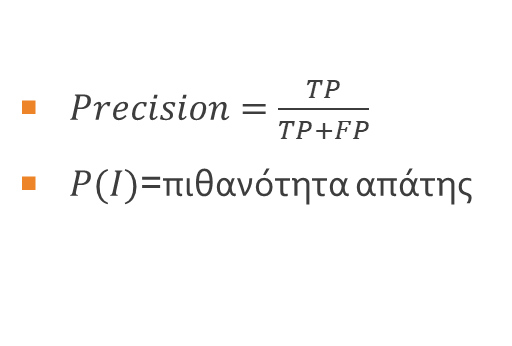 ▪ Precision = TP/(TP+FP)
▪ P(I)=πιθανότητα απάτης